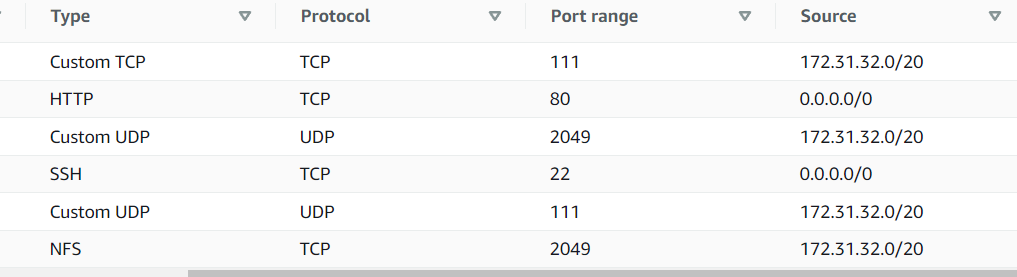 Type Protocol Port range Source
Custom TCP TCP 111 172.31.32.0/20
HTTP TCP 80 0.0.0.0/0
Custom UDP UDP 2049 172.31.32.0/20
SSH TCP 22 0.0.0.0/0
Custom UDP UDP 111 172.31.32.0/20
NFS TCP 2049 172.31.32.0/20